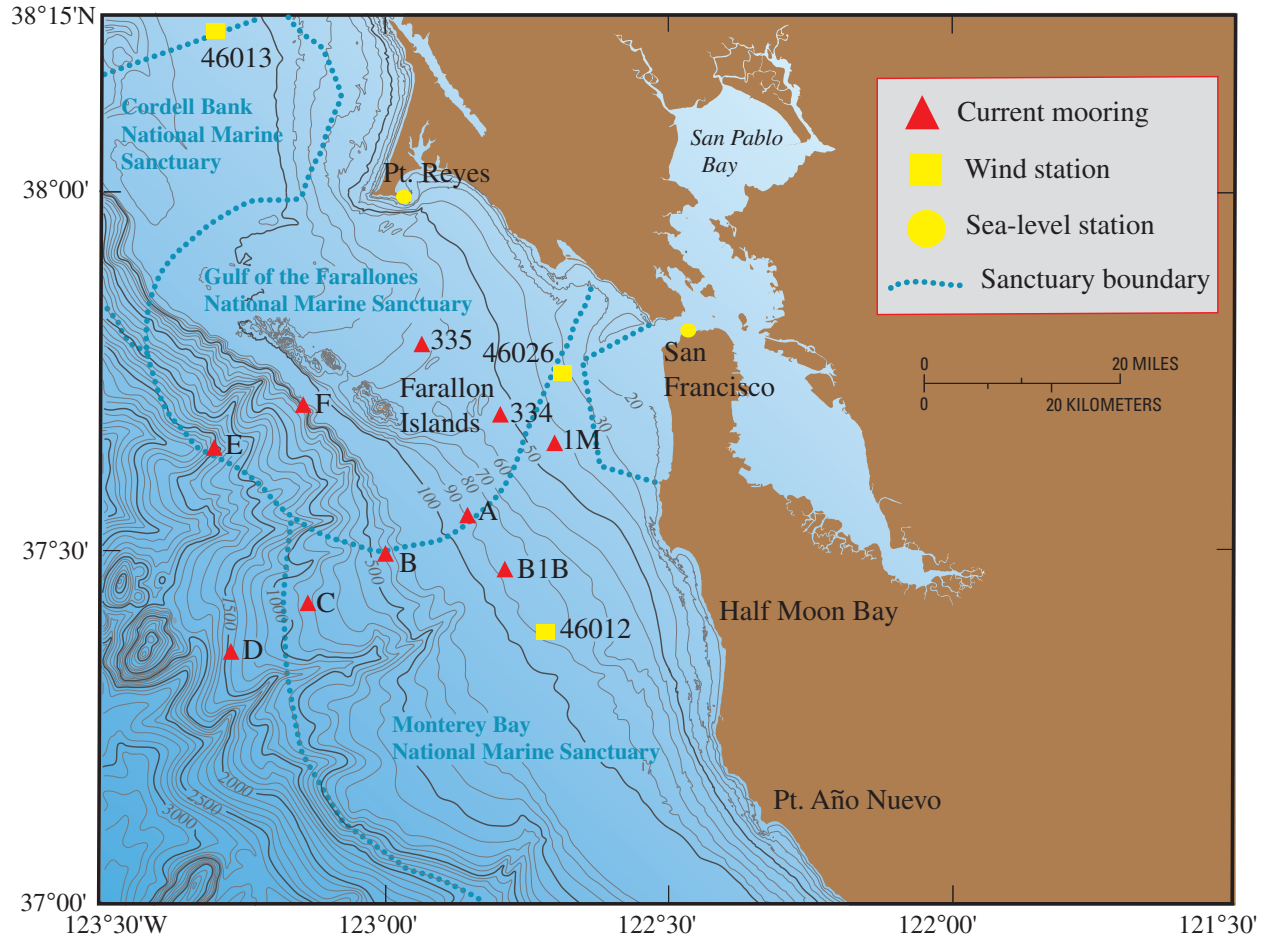 38°15'N
38°00'
37°30'
37°00'
123°30'W
123°00'
122°30'
122°00'
121°30'
46013
Cordell Bank
National Marine
Sanctuary
Pt. Reyes
San Pablo
Bay
Gulf of the Farallones
National Marine Sanctuary
335
46026
San
Francisco
Farallon
Islands
334
1M
F
E
A
B
B1B
C
D
46012
Half Moon Bay
Monterey Bay
National Marine Sanctuary
Pt. Año Nuevo
20
30
50
60
70
80
90
100
500
1000
1500
2000
2500
3000
Current mooring
Wind station
Sea-level station
Sanctuary boundary
0 20 MILES
0 20 KILOMETERS